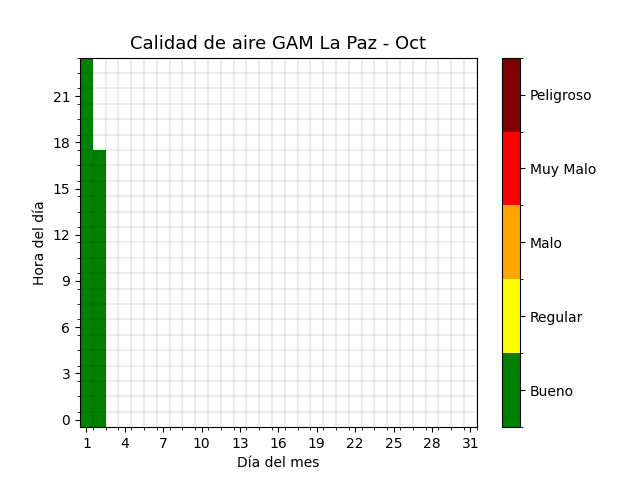 Calidad de aire GAM La Paz - Oct
Hora del día
21
18
15
12
9
6
3
0
1 4 7 10 13 16 19 22 25 28 31
Día del mes
Peligroso
Muy Malo
Malo
Regular
Bueno